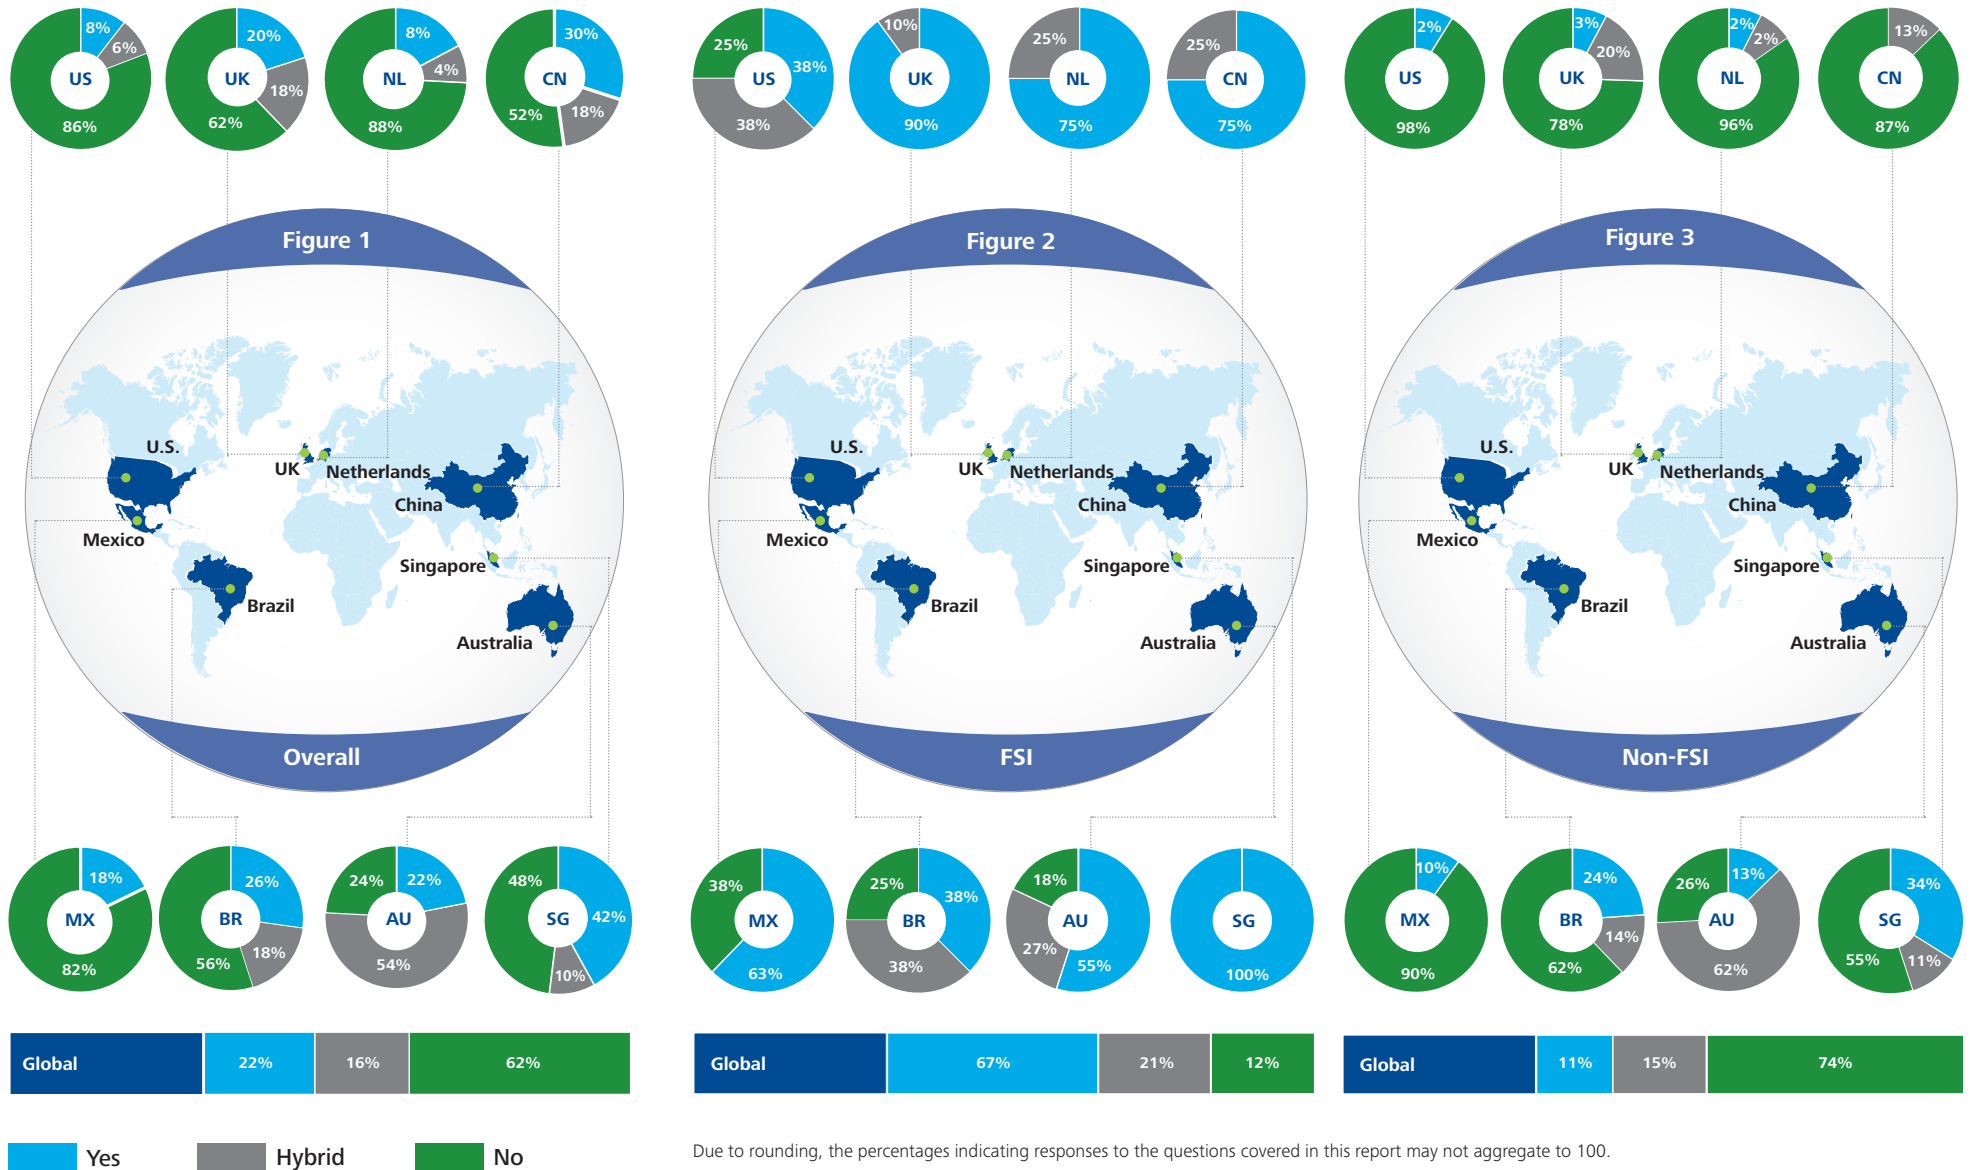 8%
6%
US
86%
20%
18%
UK
62%
8%
4%
NL
88%
30%
18%
CN
52%
25%
38%
US
38%
10%
UK
90%
25%
NL
75%
25%
CN
75%
2%
US
98%
3%
20%
UK
78%
2%
2%
NL
96%
13%
CN
87%
Figure 1
U.S.
UK
Netherlands
China
Mexico
Singapore
Brazil
Australia
Overall
Figure 2
U.S.
UK
Netherlands
China
Mexico
Singapore
Brazil
Australia
FSI
Figure 3
U.S.
UK
Netherlands
China
Mexico
Singapore
Brazil
Australia
Non-FSI
18%
MX
82%
26%
BR
18%
56%
24%
22%
AU
54%
48%
42%
SG
10%
38%
MX
63%
25%
38%
BR
38%
18%
AU
27%
55%
SG
100%
10%
MX
90%
24%
BR
14%
62%
26%
13%
AU
62%
34%
SG
55%
11%
Global 22% 16% 62%
Global 67% 21% 12%
Global 11% 15% 74%
Yes Hybrid No
Due to rounding, the percentages indicating responses to the questions covered in this report may not aggregate to 100.